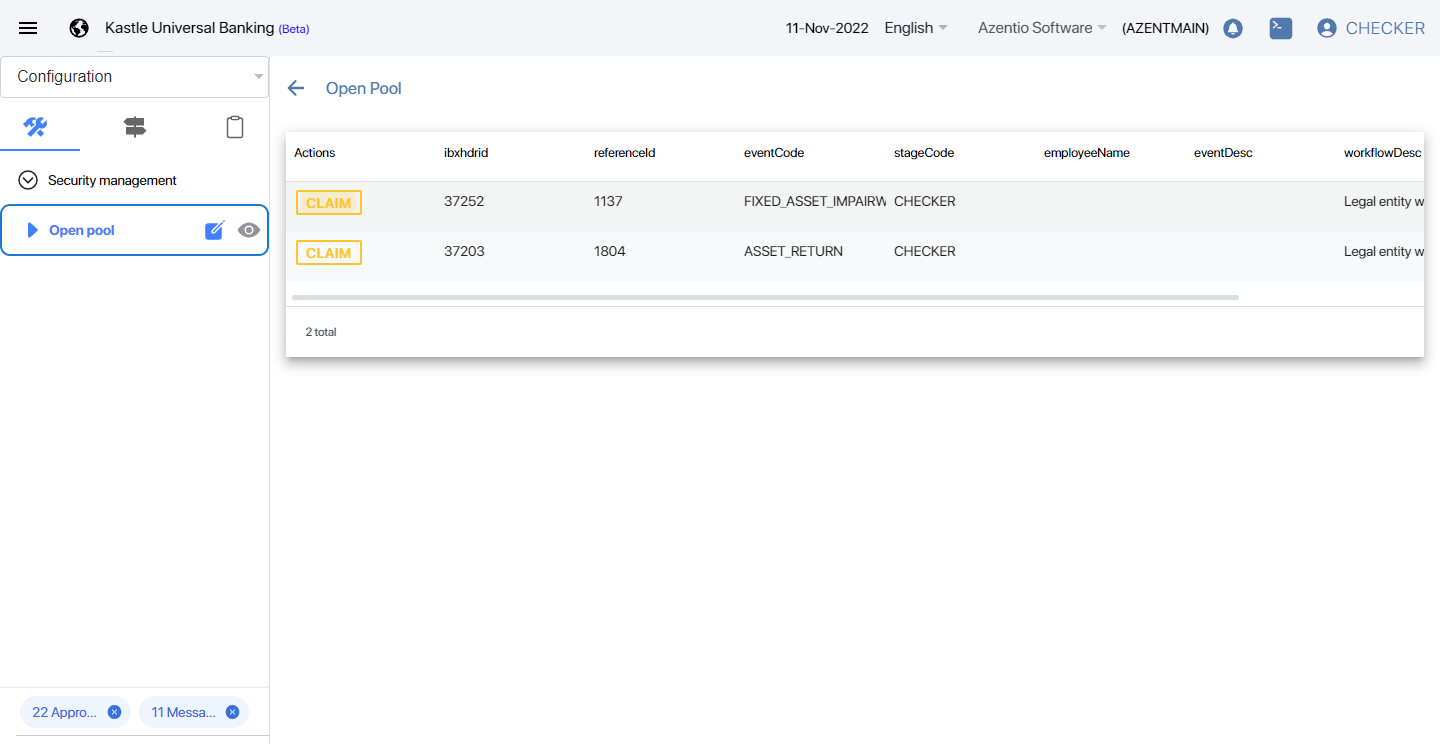 Kastle Universal Banking (Beta) 11-Nov-2022 English Azentio Software (AZENTMAIN) CHECKER
Configuration
Open Pool
Security management
Open pool
Actions ibxhdrid referenceId eventCode stageCode employeeName eventDesc workflowDesc
CLAIM 37252 1137 FIXED_ASSET_IMPAIRW CHECKER Legal entity w
CLAIM 37203 1804 ASSET_RETURN CHECKER Legal entity w
2 total
22 Appro... 11 Messa...